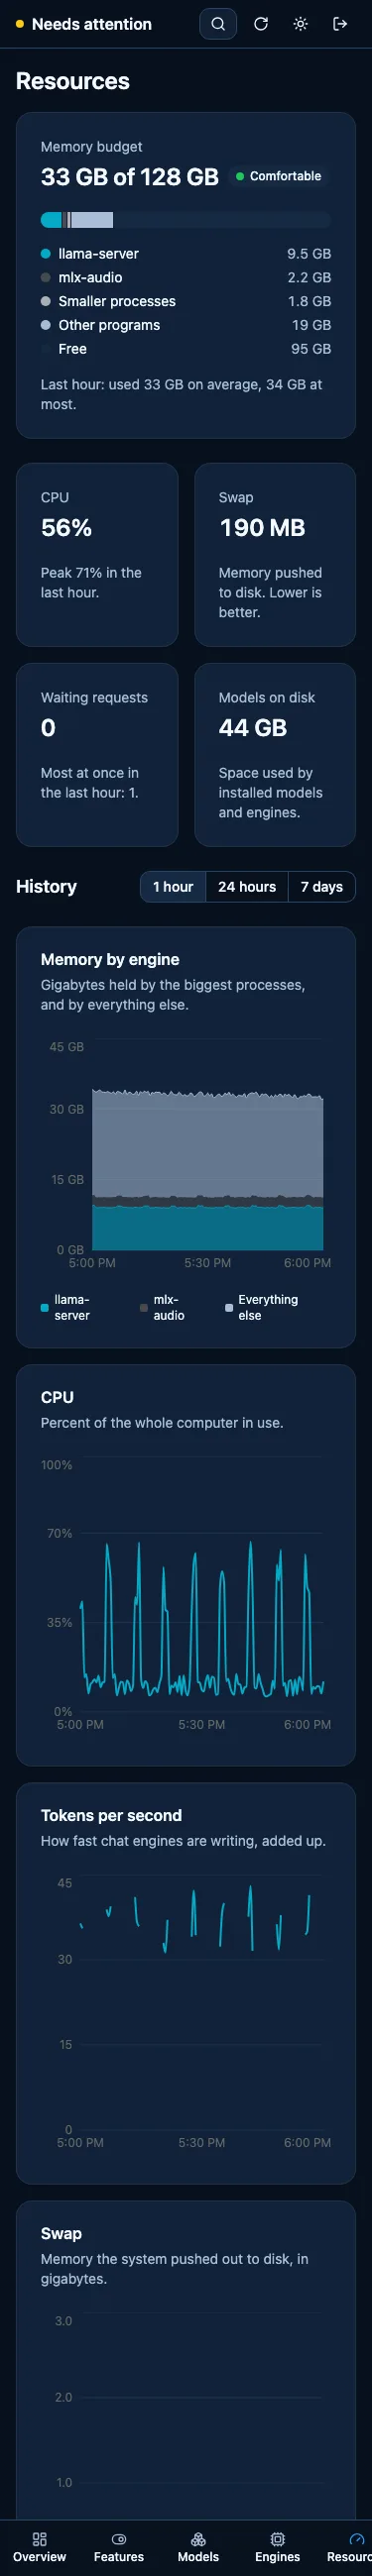 Needs attention
Resources
Memory budget
33 GB of 128 GB
Comfortable
llama-server 9.5 GB
mlx-audio 2.2 GB
Smaller processes 1.8 GB
Other programs 19 GB
Free 95 GB
Last hour: used 33 GB on average, 34 GB at
most.
CPU
56%
Peak 71% in the
last hour.
Swap
190 MB
Memory pushed
to disk. Lower is
better.
Waiting requests
0
Most at once in
the last hour: 1.
Models on disk
44 GB
Space used by
installed models
and engines.
History
1 hour 24 hours 7 days
Memory by engine
Gigabytes held by the biggest processes,
and by everything else.
45 GB
30 GB
15 GB
0 GB
5:00 PM 5:30 PM 6:00 PM
llama-
server
mlx-
audio
Everything
else
CPU
Percent of the whole computer in use.
100%
70%
35%
0%
5:00 PM 5:30 PM 6:00 PM
Tokens per second
How fast chat engines are writing, added up.
45
30
15
0
5:00 PM 5:30 PM 6:00 PM
Swap
Memory the system pushed out to disk, in
gigabytes.
3.0
2.0
1.0
Overview Features Models Engines Resourc